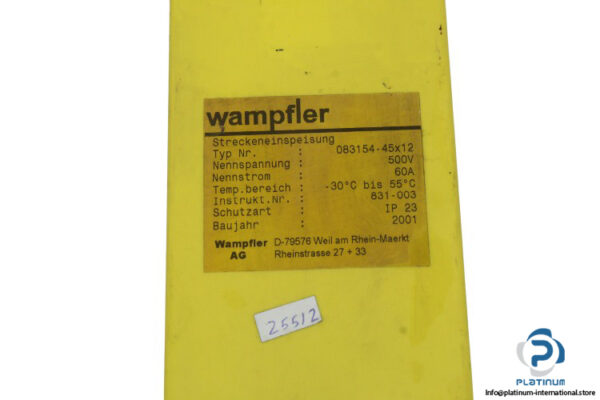 wampfler
Streckeneinspeisung
Typ Nr. : 083154-45x12
Nennspannung : 500V
Nennstrom : 60A
Temp.bereich : -30°C bis 55°C
Instrukt.Nr. : 831-003
Schutzart : IP 23
Baujahr : 2001
Wampfler D-79576 Weil am Rhein-Maerkt
AG Rheinstrasse 27 + 33
25512
PLATINUM
Info@platinum-international.store